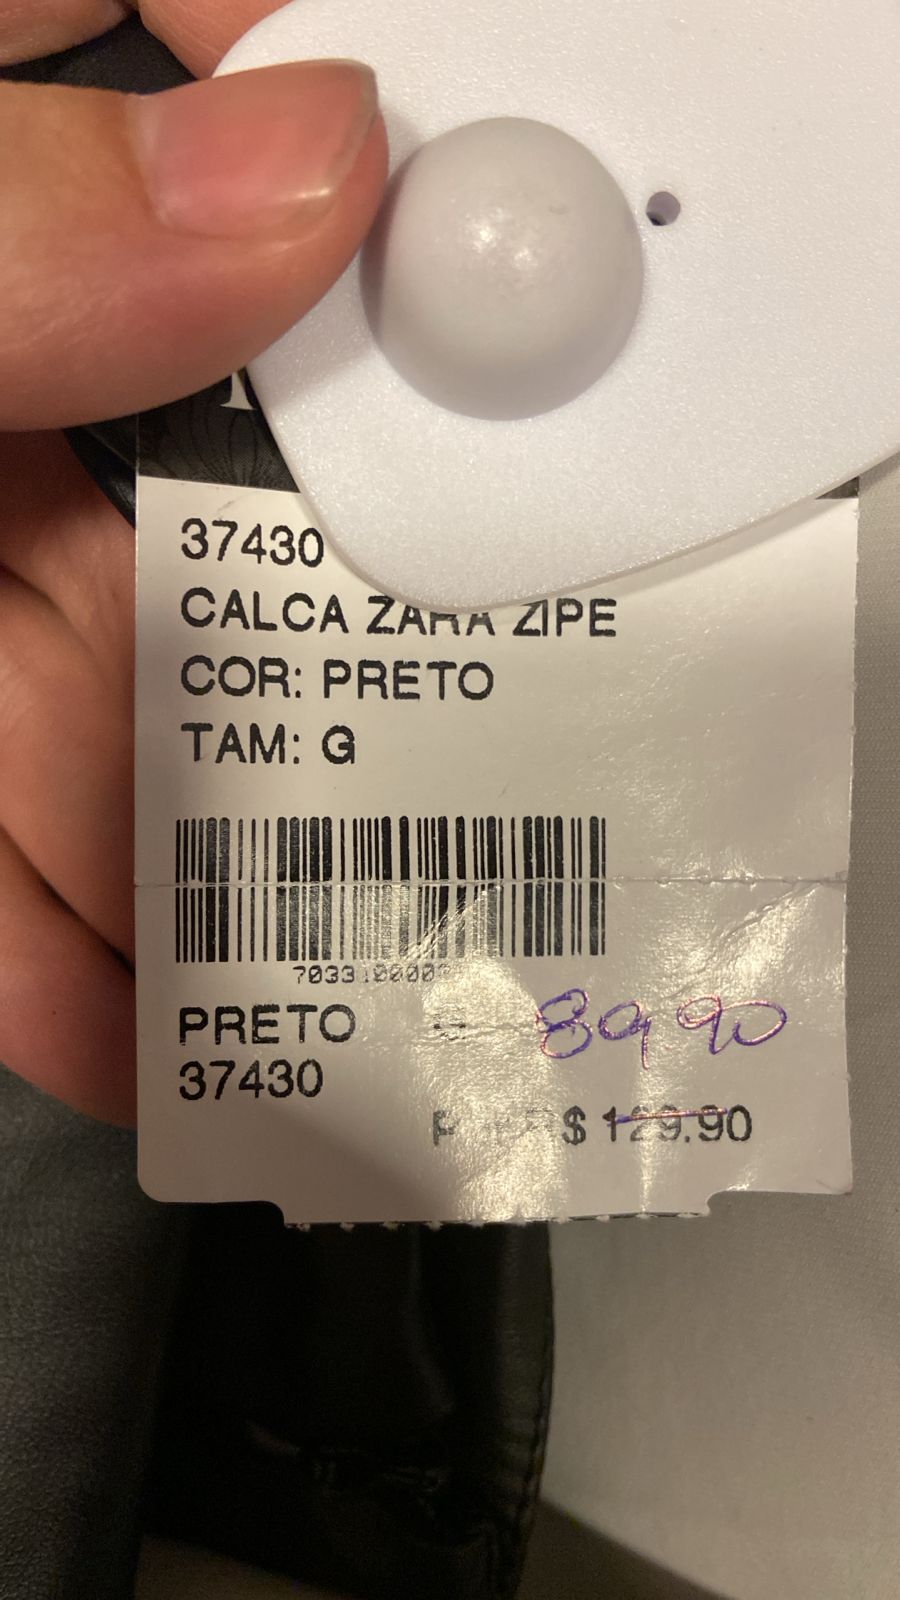 37430
CALCA ZARA ZIPE
COR: PRETO
TAM: G
PRETO G 89,90
37430
R$ 129.90